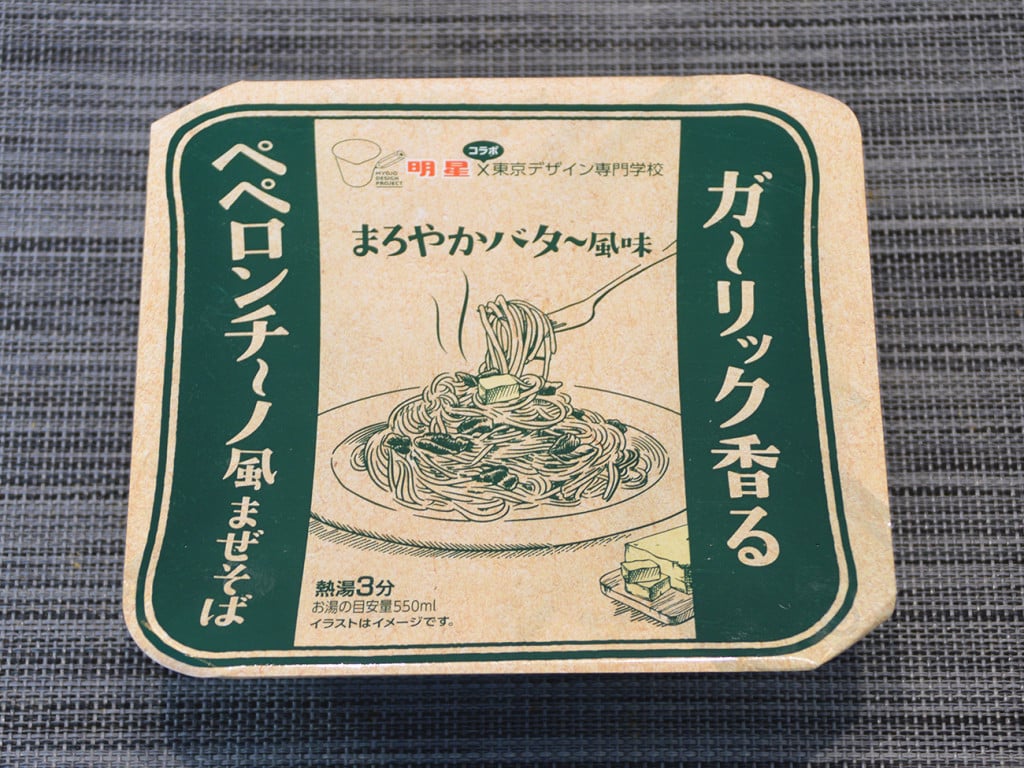 MYOJO
DESIGN
PROJECT
明星
コラボ
×東京デザイン専門学校
まろやかバター風味
ガーリック香る
ペペロンチーノ風まぜそば
熱湯3分
お湯の目安量550ml
イラストはイメージです。